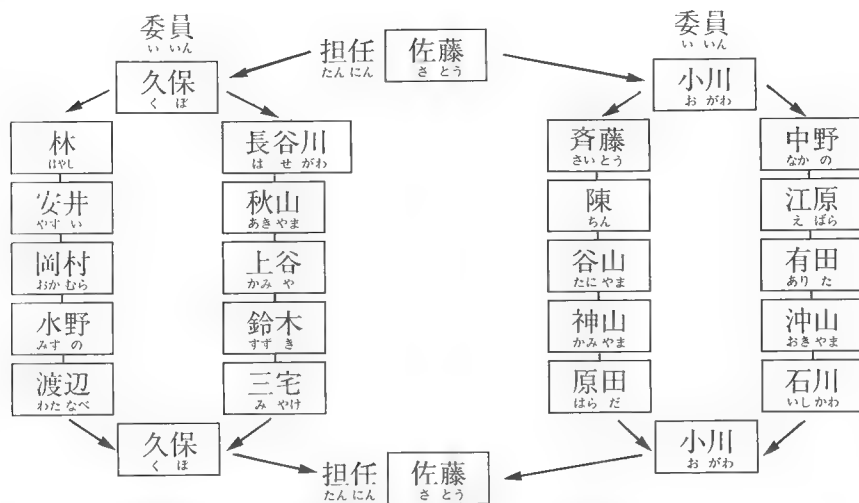 委員
いいん
担任 佐藤
たんにん さとう
委員
いいん
久保
くぼ
小川
おがわ
林
はやし
長谷川
はせがわ
斉藤
さいとう
中野
なかの
安井
やすい
秋山
あきやま
陳
ちん
江原
えばら
岡村
おかむら
上谷
かみや
谷山
たにやま
有田
ありた
水野
みずの
鈴木
すずき
神山
かみやま
沖山
おきやま
渡辺
わたなべ
三宅
みやけ
原田
はらだ
石川
いしかわ
久保
くぼ
小川
おがわ
担任 佐藤
たんにん さとう